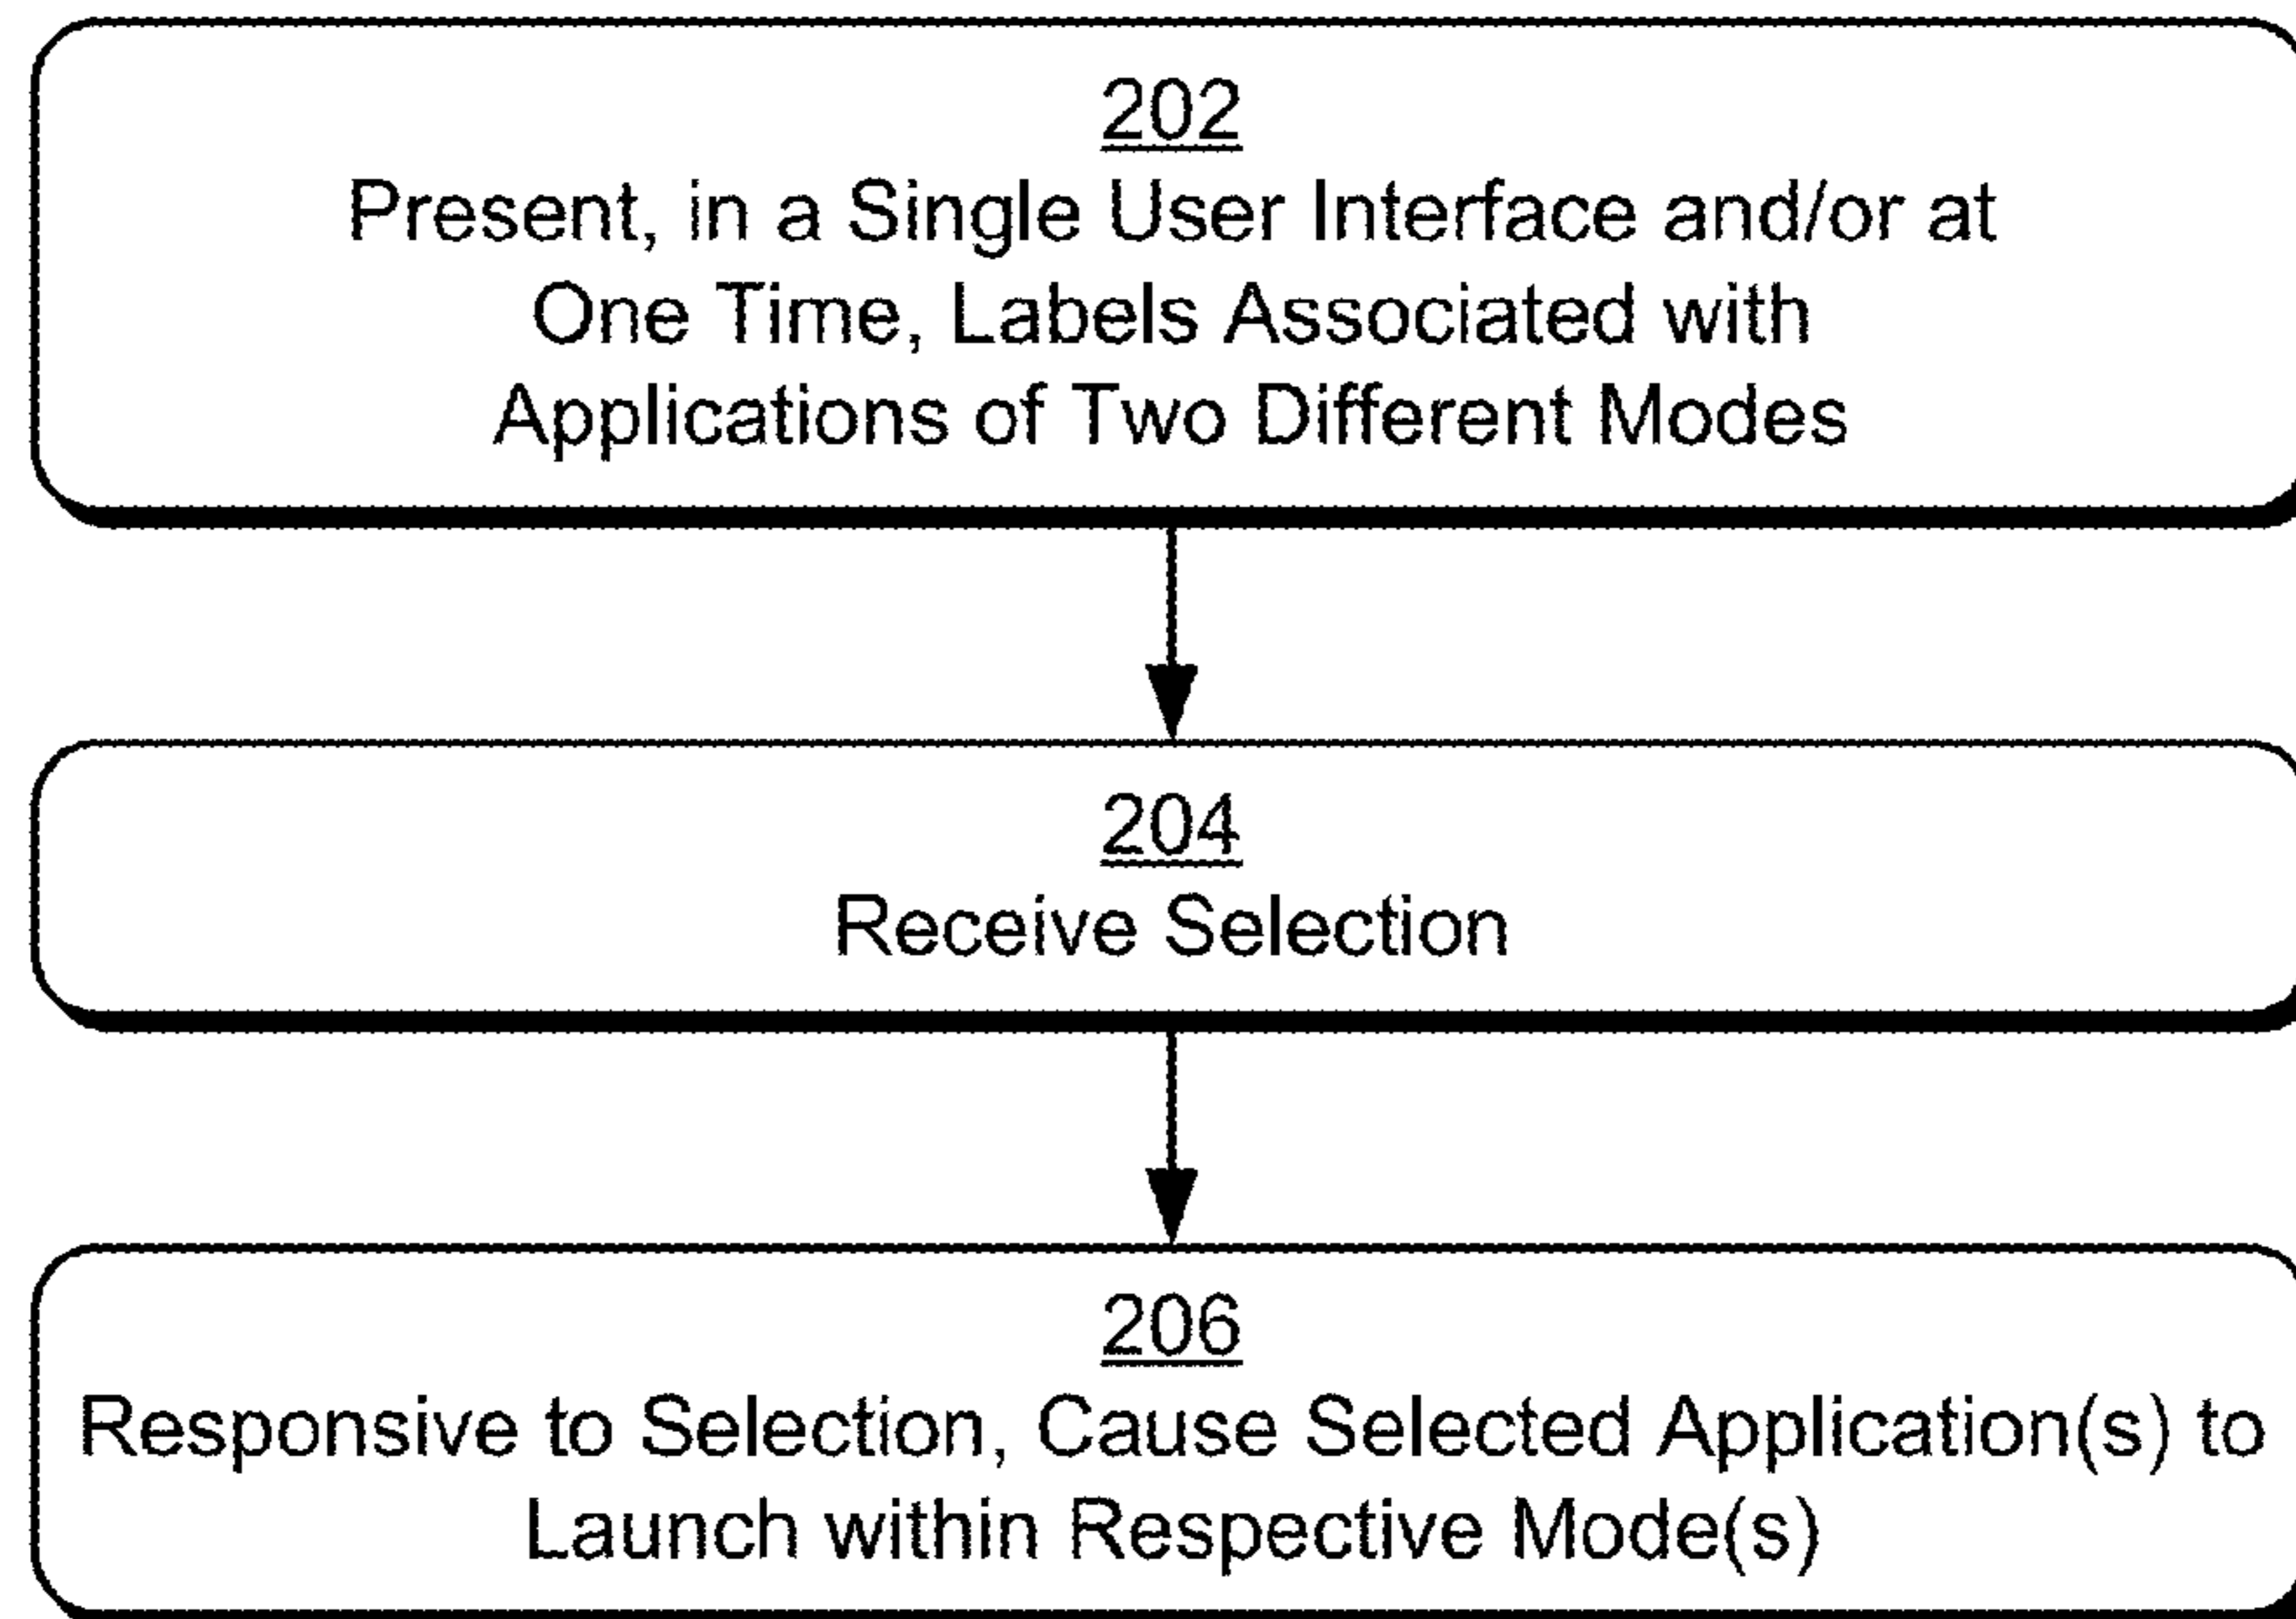 202
Present, in a Single User Interface and/or at
One Time, Labels Associated with
Applications of Two Different Modes
204
Receive Selection
206
Responsive to Selection, Cause Selected Application(s) to
Launch within Respective Mode(s)